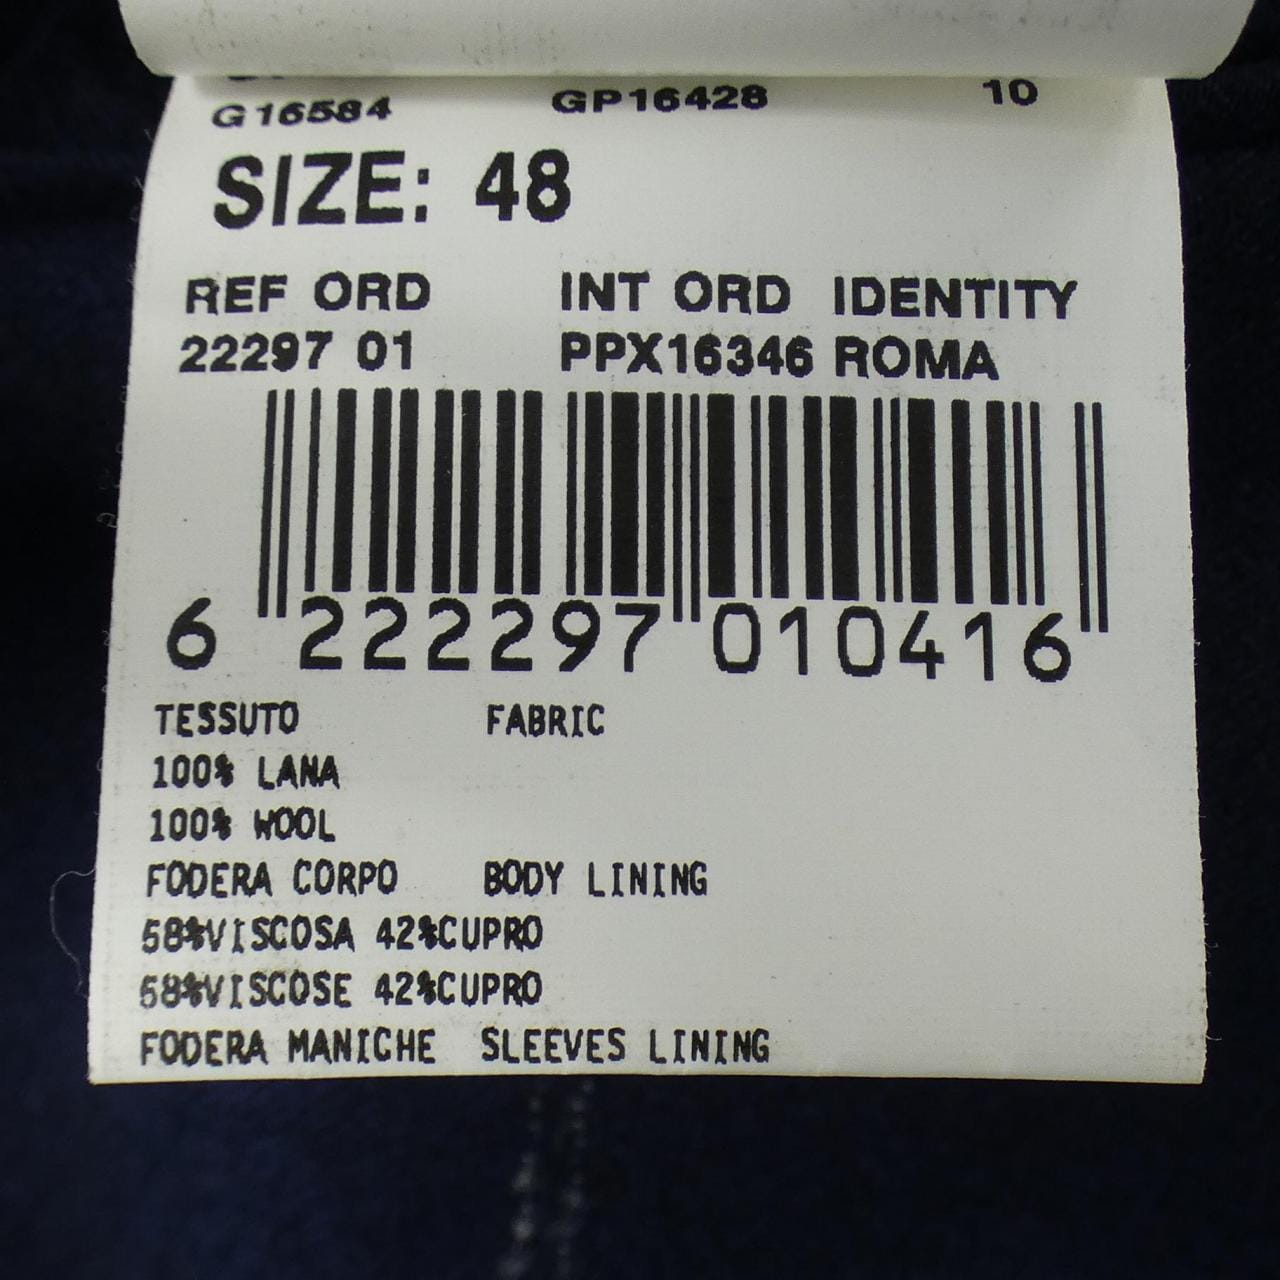 G16584 GP16428 10
SIZE: 48
REF ORD INT ORD IDENTITY
22297 01 PPX16346 ROMA
6 222297 010416
TESSUTO FABRIC
100% LANA
100% WOOL
FODERA CORPO BODY LINING
58%VISCOSA 42%CUPRO
58%VISCOSE 42%CUPRO
FODERA MANICHE SLEEVES LINING